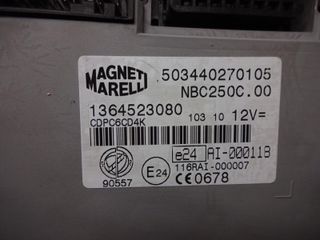 MAGNETI MARELLI
503440270105
NBC250C.00
1364523080
103 10 12V=
CDPC6CD4K
e24 AI-000118
116RAI-000007
90557
E24
CE0678